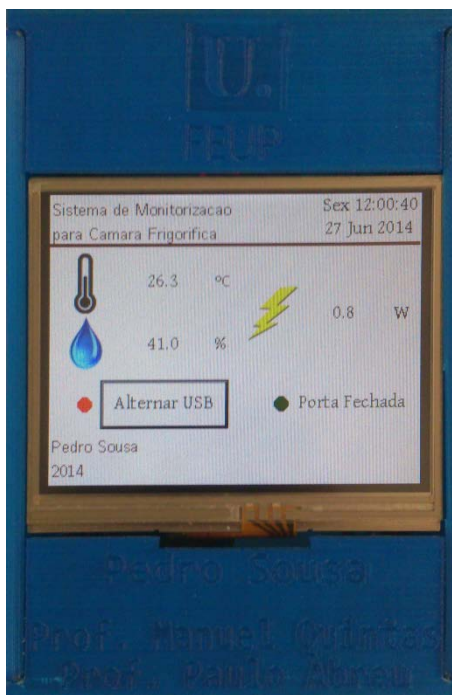 U.
FEUP
Sistema de Monitorizacao
para Camara Frigorifica
Sex 12:00:40
27 Jun 2014
26.3 ºC
0.8 W
41.0 %
Alternar USB
Porta Fechada
Pedro Sousa
2014
Pedro Sousa
Prof. Manuel Quintas
Prof. Paulo Abreu